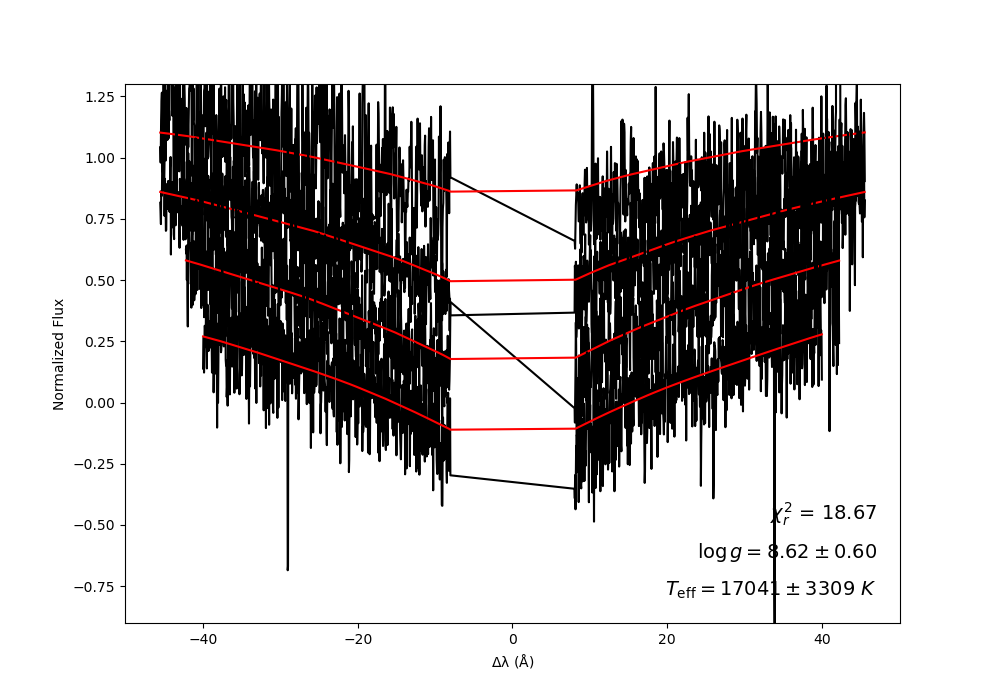 1.25
1.00
0.75
0.50
0.25
0.00
−0.25
−0.50
−0.75
Normalized Flux
χ²ᵣ = 18.67
log g = 8.62 ± 0.60
T_eff = 17041 ± 3309 K
−40 −20 0 20 40
Δλ (Å)